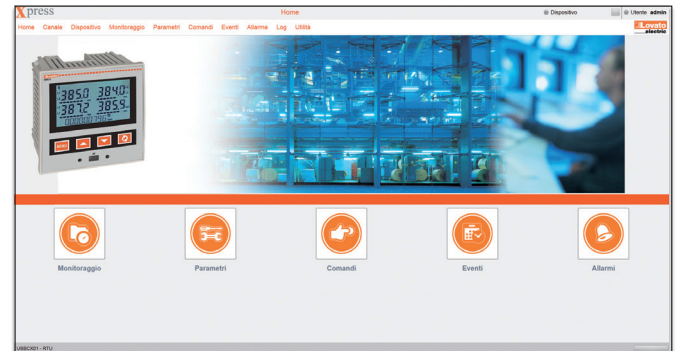 Xpress
Home
Dispositivo
Utente admin
Home Canale Dispositivo Monitoraggio Parametri Comandi Eventi Allarme Log Utilità
Lovato
electric
385.0 384.0
387.2 385.9
MENU
Monitoraggio Parametri Comandi Eventi Allarmi
USBCX01 - RTU